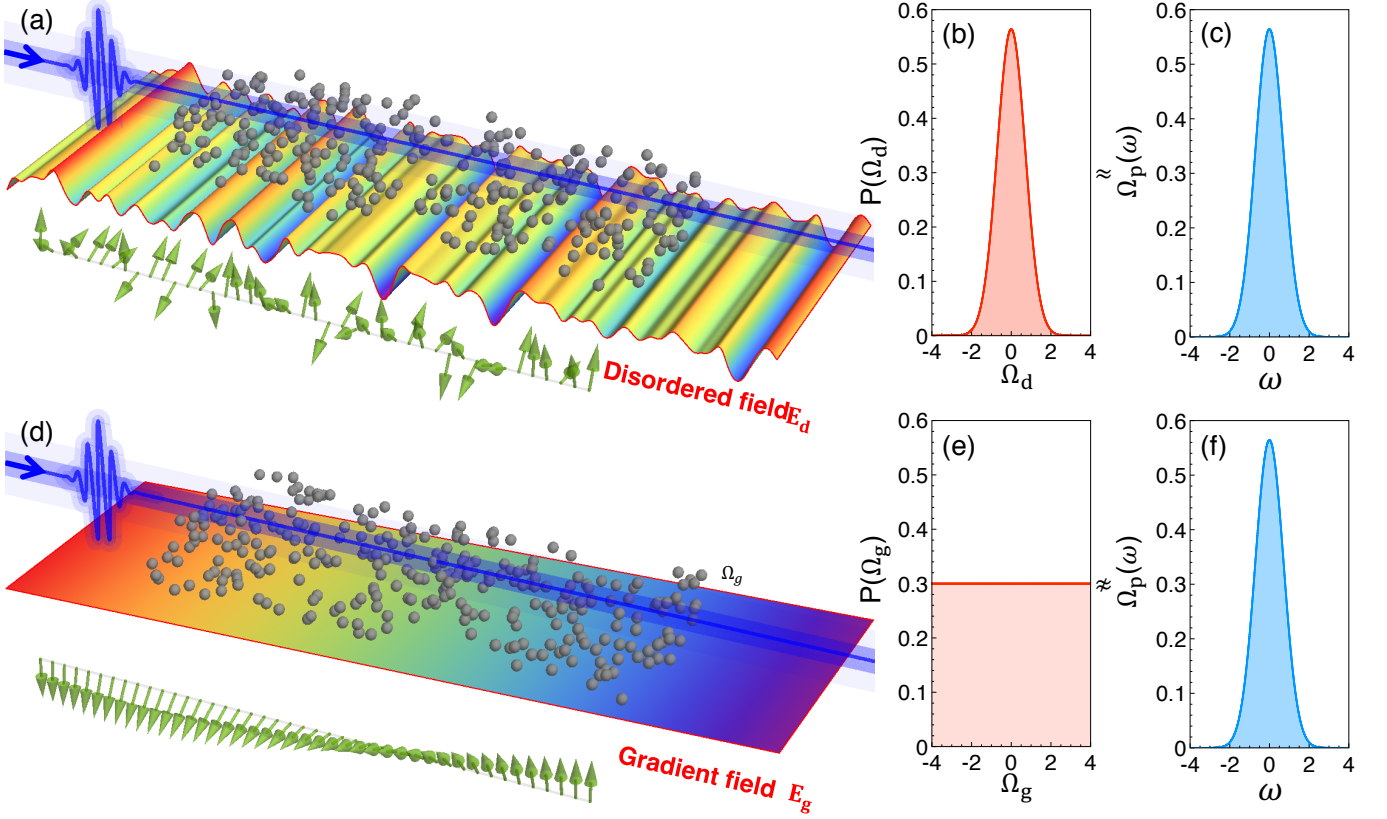 (a)
Disordered field E_d
(b)
0.6
0.5
0.4
0.3
0.2
0.1
0
P(Ω_d)
-4 -2 0 2 4
Ω_d
(c)
0.6
0.5
0.4
0.3
0.2
0.1
0
Ω̃̃_p(ω)
-4 -2 0 2 4
ω
(d)
Ω_g
Gradient field E_g
(e)
0.6
0.5
0.4
0.3
0.2
0.1
0
P(Ω_g)
-4 -2 0 2 4
Ω_g
(f)
0.6
0.5
0.4
0.3
0.2
0.1
0
Ω̃̃_p(ω)
-4 -2 0 2 4
ω